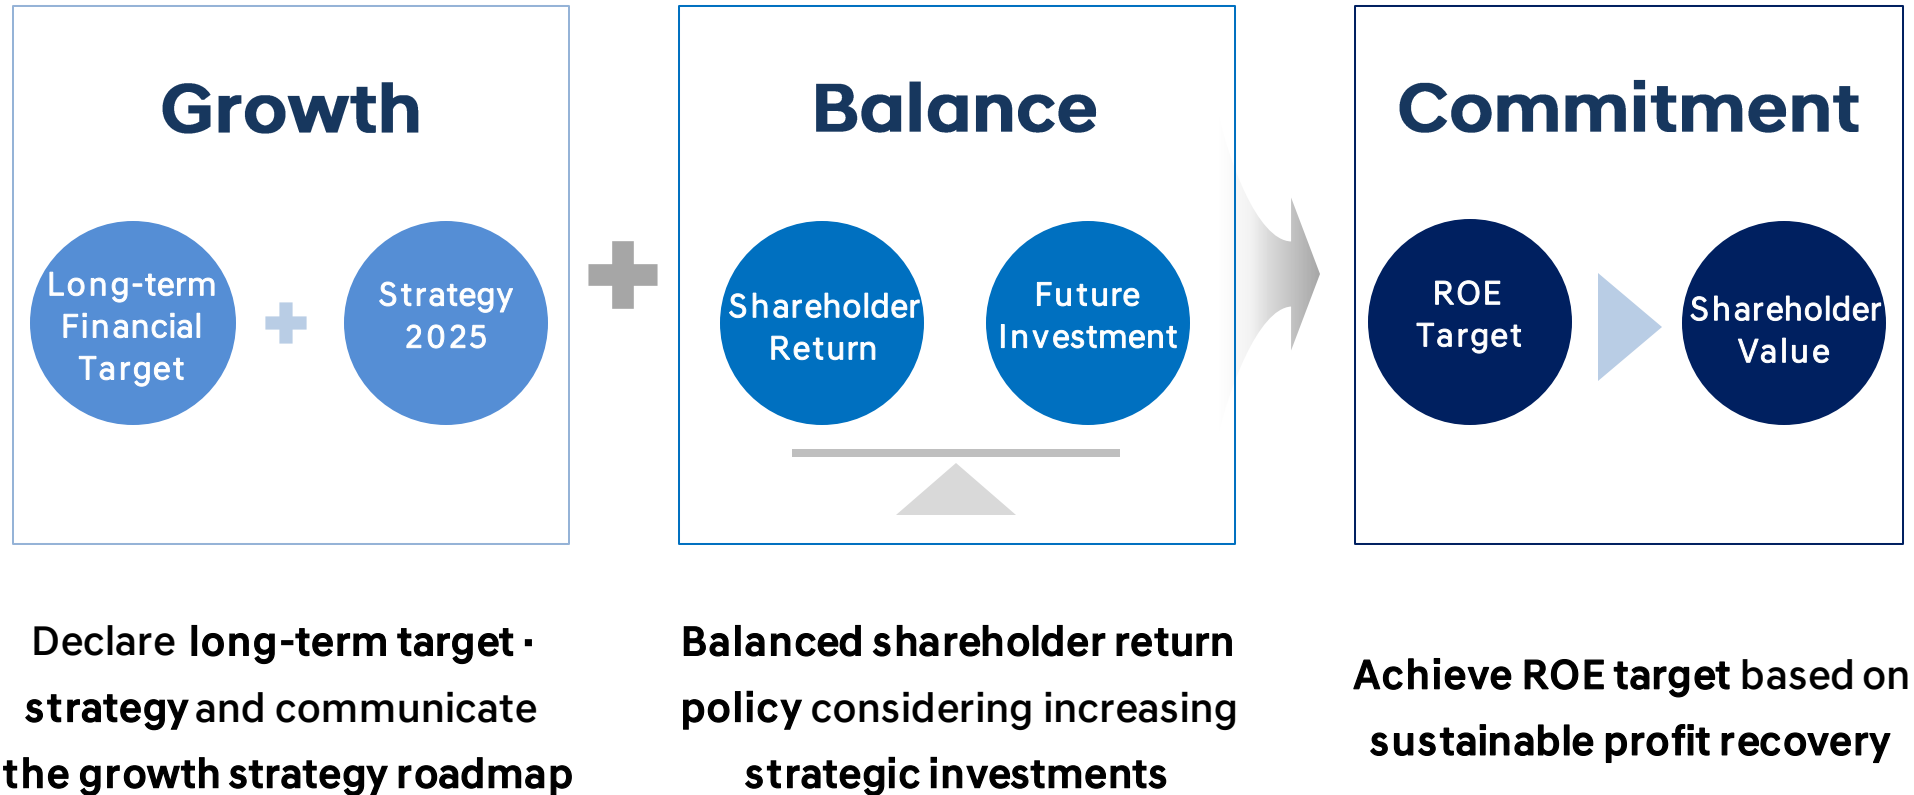 Growth
Long-term
Financial
Target
Strategy
2025
Balance
Shareholder
Return
Future
Investment
Commitment
ROE
Target
Shareholder
Value
Declare long-term target ·
strategy and communicate
the growth strategy roadmap
Balanced shareholder return
policy considering increasing
strategic investments
Achieve ROE target based on
sustainable profit recovery